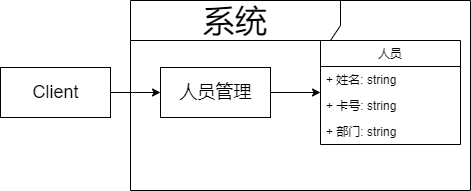 系统
Client
人员管理
人员
+ 姓名: string
+ 卡号: string
+ 部门: string